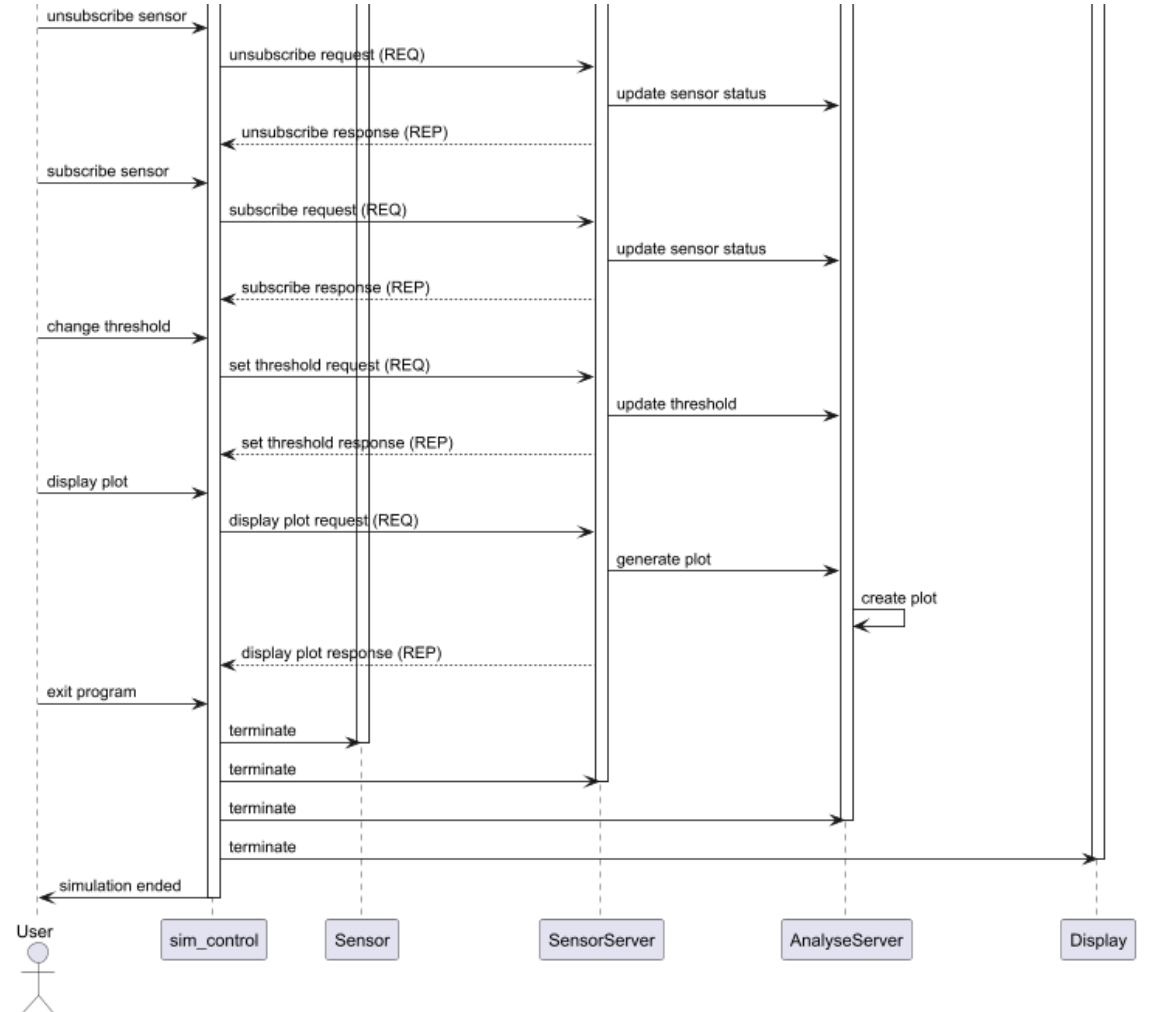 unsubscribe sensor
unsubscribe request (REQ)
update sensor status
unsubscribe response (REP)
subscribe sensor
subscribe request (REQ)
update sensor status
subscribe response (REP)
change threshold
set threshold request (REQ)
update threshold
set threshold response (REP)
display plot
display plot request (REQ)
generate plot
create plot
display plot response (REP)
exit program
terminate
terminate
terminate
terminate
simulation ended
User
sim_control
Sensor
SensorServer
AnalyseServer
Display